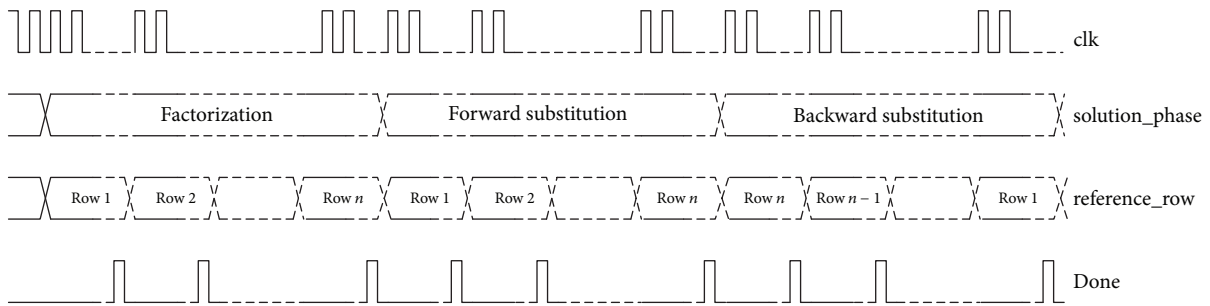 clk
Factorization Forward substitution Backward substitution solution_phase
Row 1 Row 2 Row n Row 1 Row 2 Row n Row n Row n − 1 Row 1 reference_row
Done